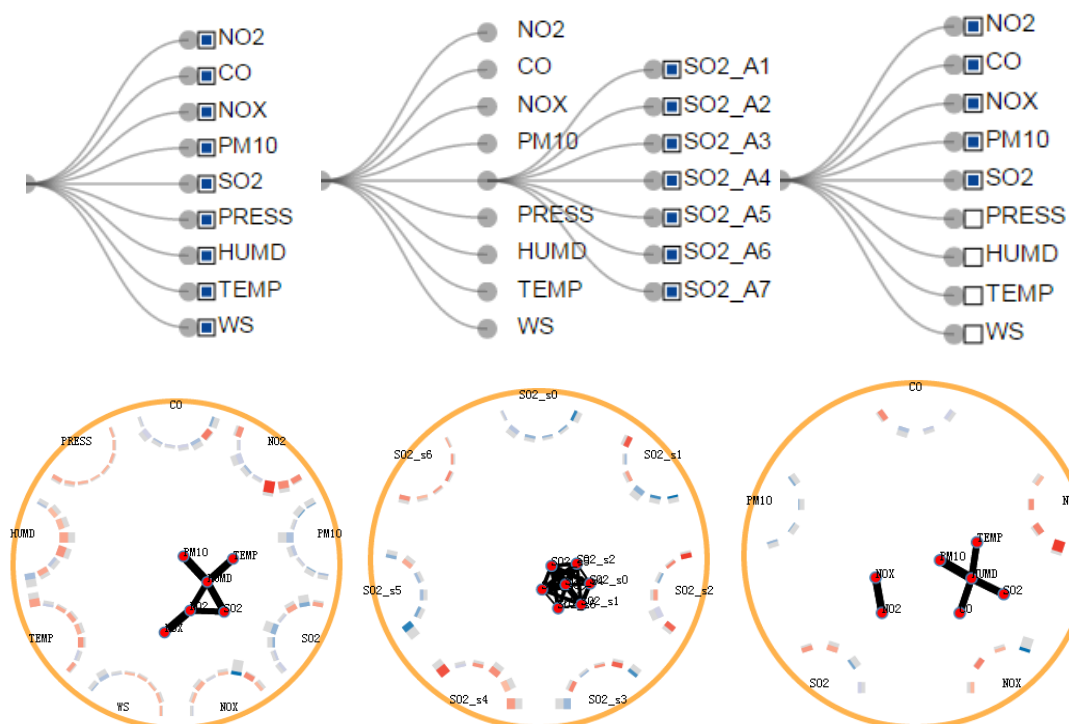 NO2
CO
NOX
PM10
SO2
PRESS
HUMD
TEMP
WS
NO2
CO
NOX
PM10
PRESS
HUMD
TEMP
WS
SO2_A1
SO2_A2
SO2_A3
SO2_A4
SO2_A5
SO2_A6
SO2_A7
NO2
CO
NOX
PM10
SO2
PRESS
HUMD
TEMP
WS
CO
PRESS
NO2
HUMD
PM10
TEMP
SO2
WS
NOX
PM10
TEMP
HUMD
NO2
SO2
NOX
SO2_s0
SO2_s6
SO2_s1
SO2_s5
SO2_s2
SO2_s4
SO2_s3
SO2_s2
SO2_s0
SO2_s1
CO
PM10
SO2
NOX
TEMP
PM10
HUMD
SO2
CO
NOX
NO2